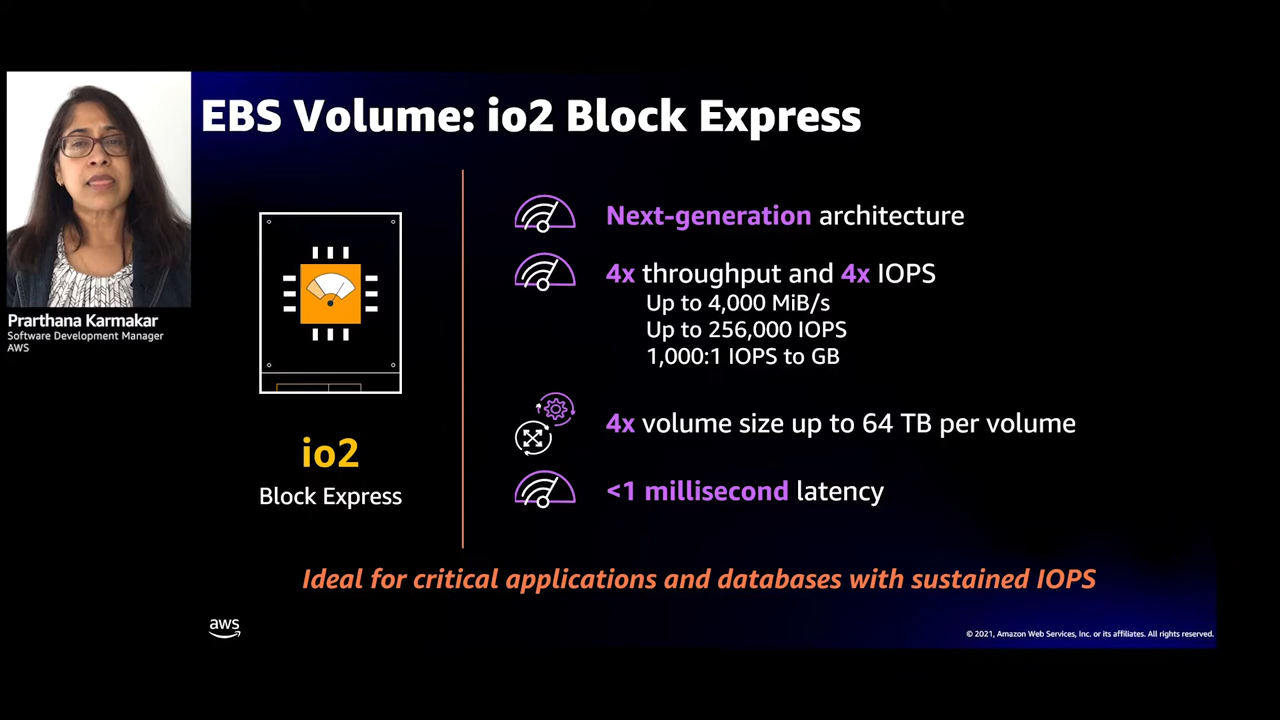 EBS Volume: io2 Block Express
Prarthana Karmakar
Software Development Manager
AWS
io2
Block Express
Next-generation architecture
4x throughput and 4x IOPS
Up to 4,000 MiB/s
Up to 256,000 IOPS
1,000:1 IOPS to GB
4x volume size up to 64 TB per volume
<1 millisecond latency
Ideal for critical applications and databases with sustained IOPS
aws
© 2021, Amazon Web Services, Inc. or its affiliates. All rights reserved.